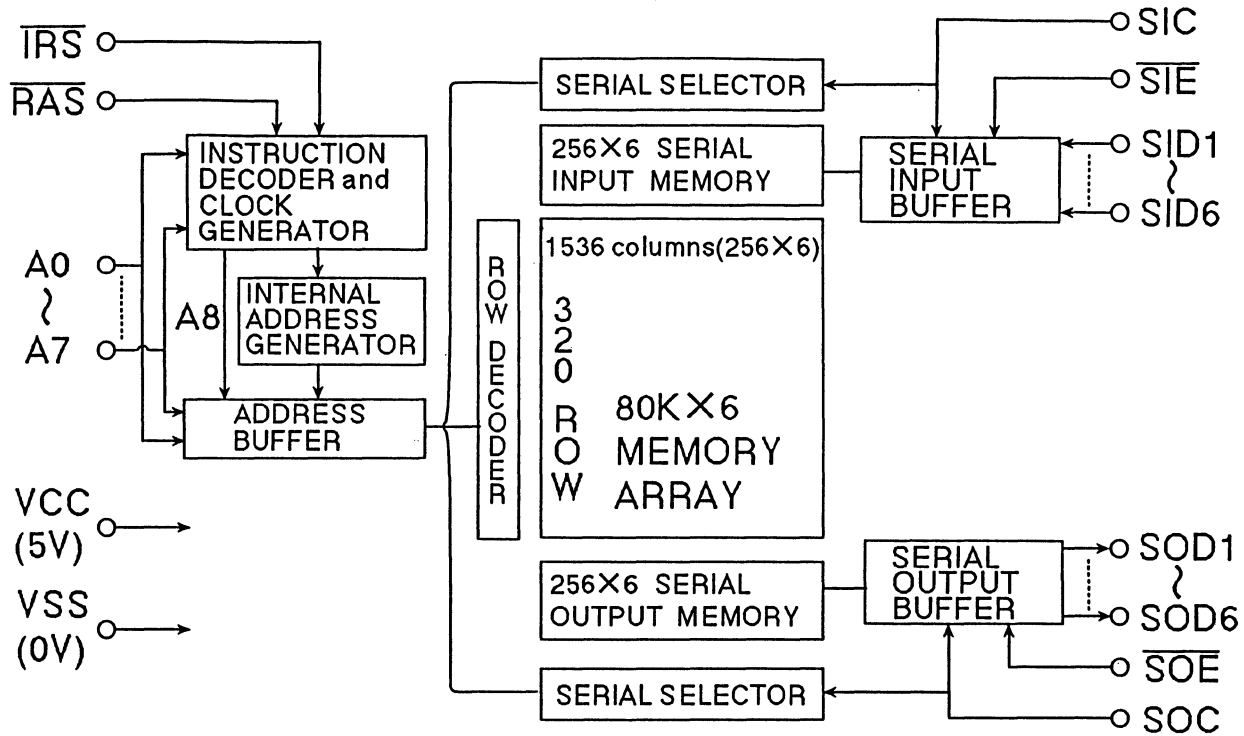 IRS
RAS
INSTRUCTION
DECODER and
CLOCK
GENERATOR
A0
~
A7
A8
INTERNAL
ADDRESS
GENERATOR
ADDRESS
BUFFER
VCC
(5V)
VSS
(0V)
SERIAL SELECTOR
256×6 SERIAL
INPUT MEMORY
ROW DECODER
1536 columns(256×6)
320 ROW
80K×6
MEMORY
ARRAY
256×6 SERIAL
OUTPUT MEMORY
SERIAL SELECTOR
SIC
SIE
SERIAL
INPUT
BUFFER
SID1
~
SID6
SERIAL
OUTPUT
BUFFER
SOD1
~
SOD6
SOE
SOC